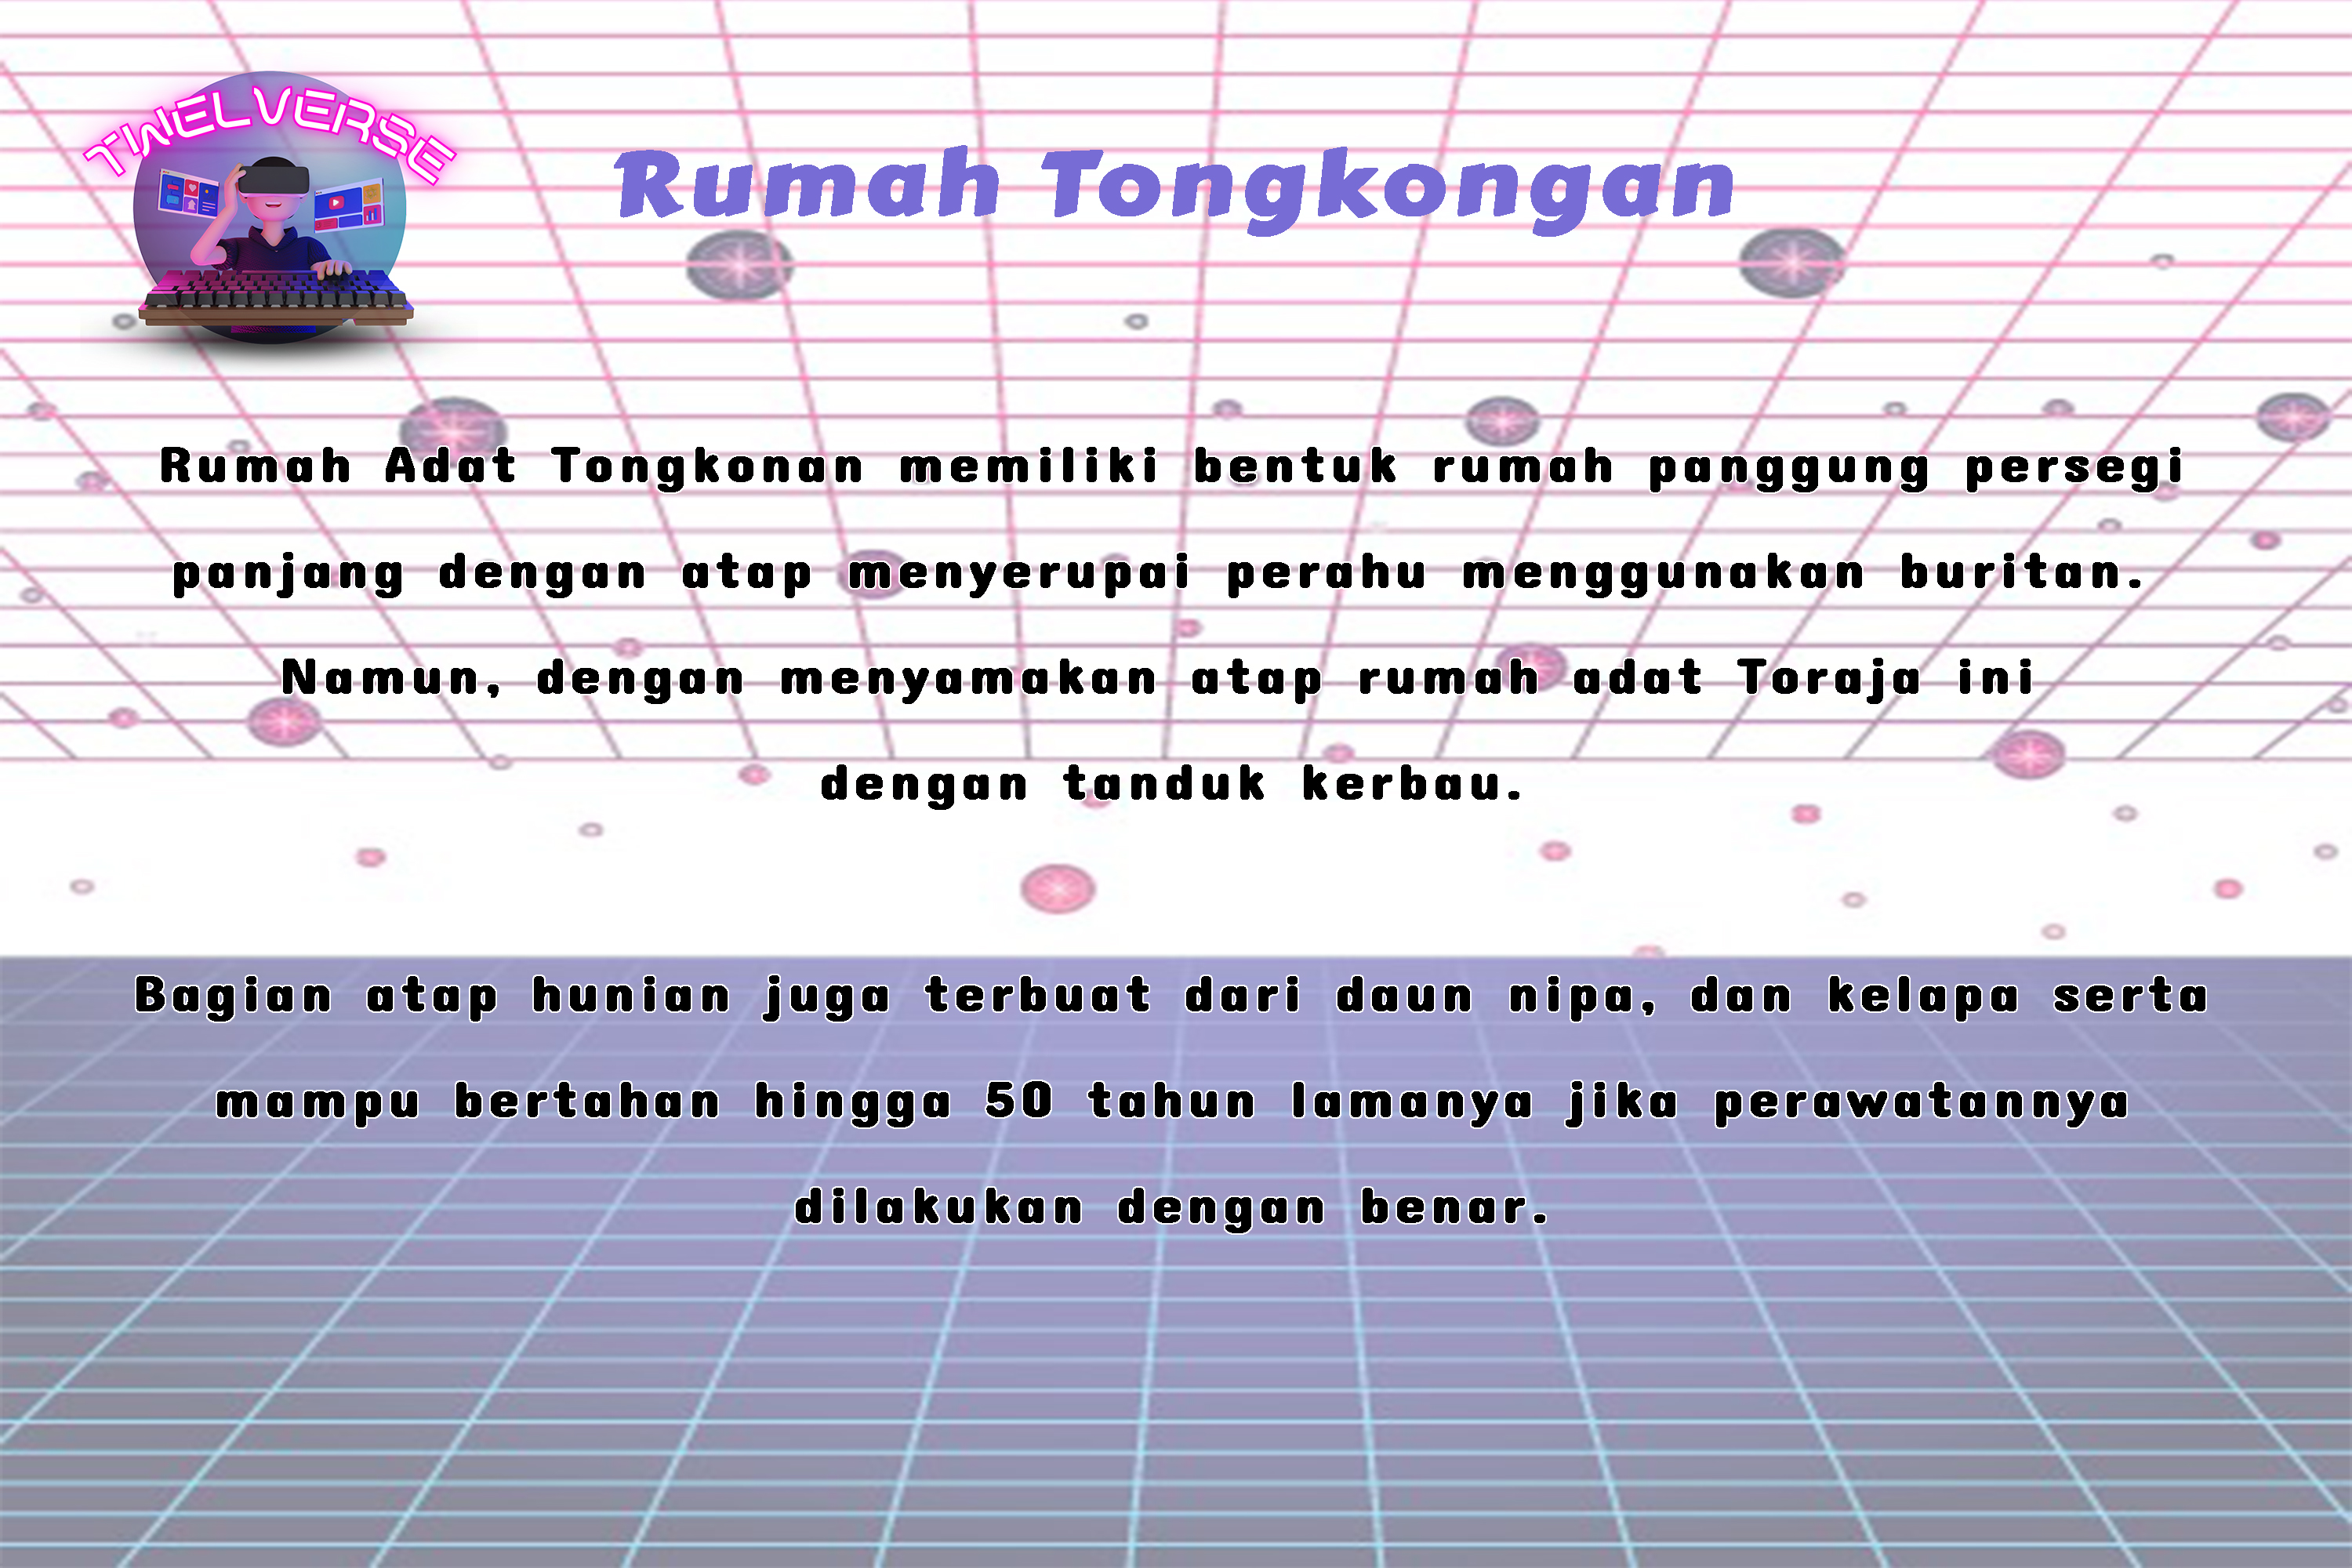 TWELVERSE
Rumah Tongkongan
Rumah Adat Tongkonan memiliki bentuk rumah panggung persegi
panjang dengan atap menyerupai perahu menggunakan buritan.
Namun, dengan menyamakan atap rumah adat Toraja ini
dengan tanduk kerbau.
Bagian atap hunian juga terbuat dari daun nipa, dan kelapa serta
mampu bertahan hingga 50 tahun lamanya jika perawatannya
dilakukan dengan benar.